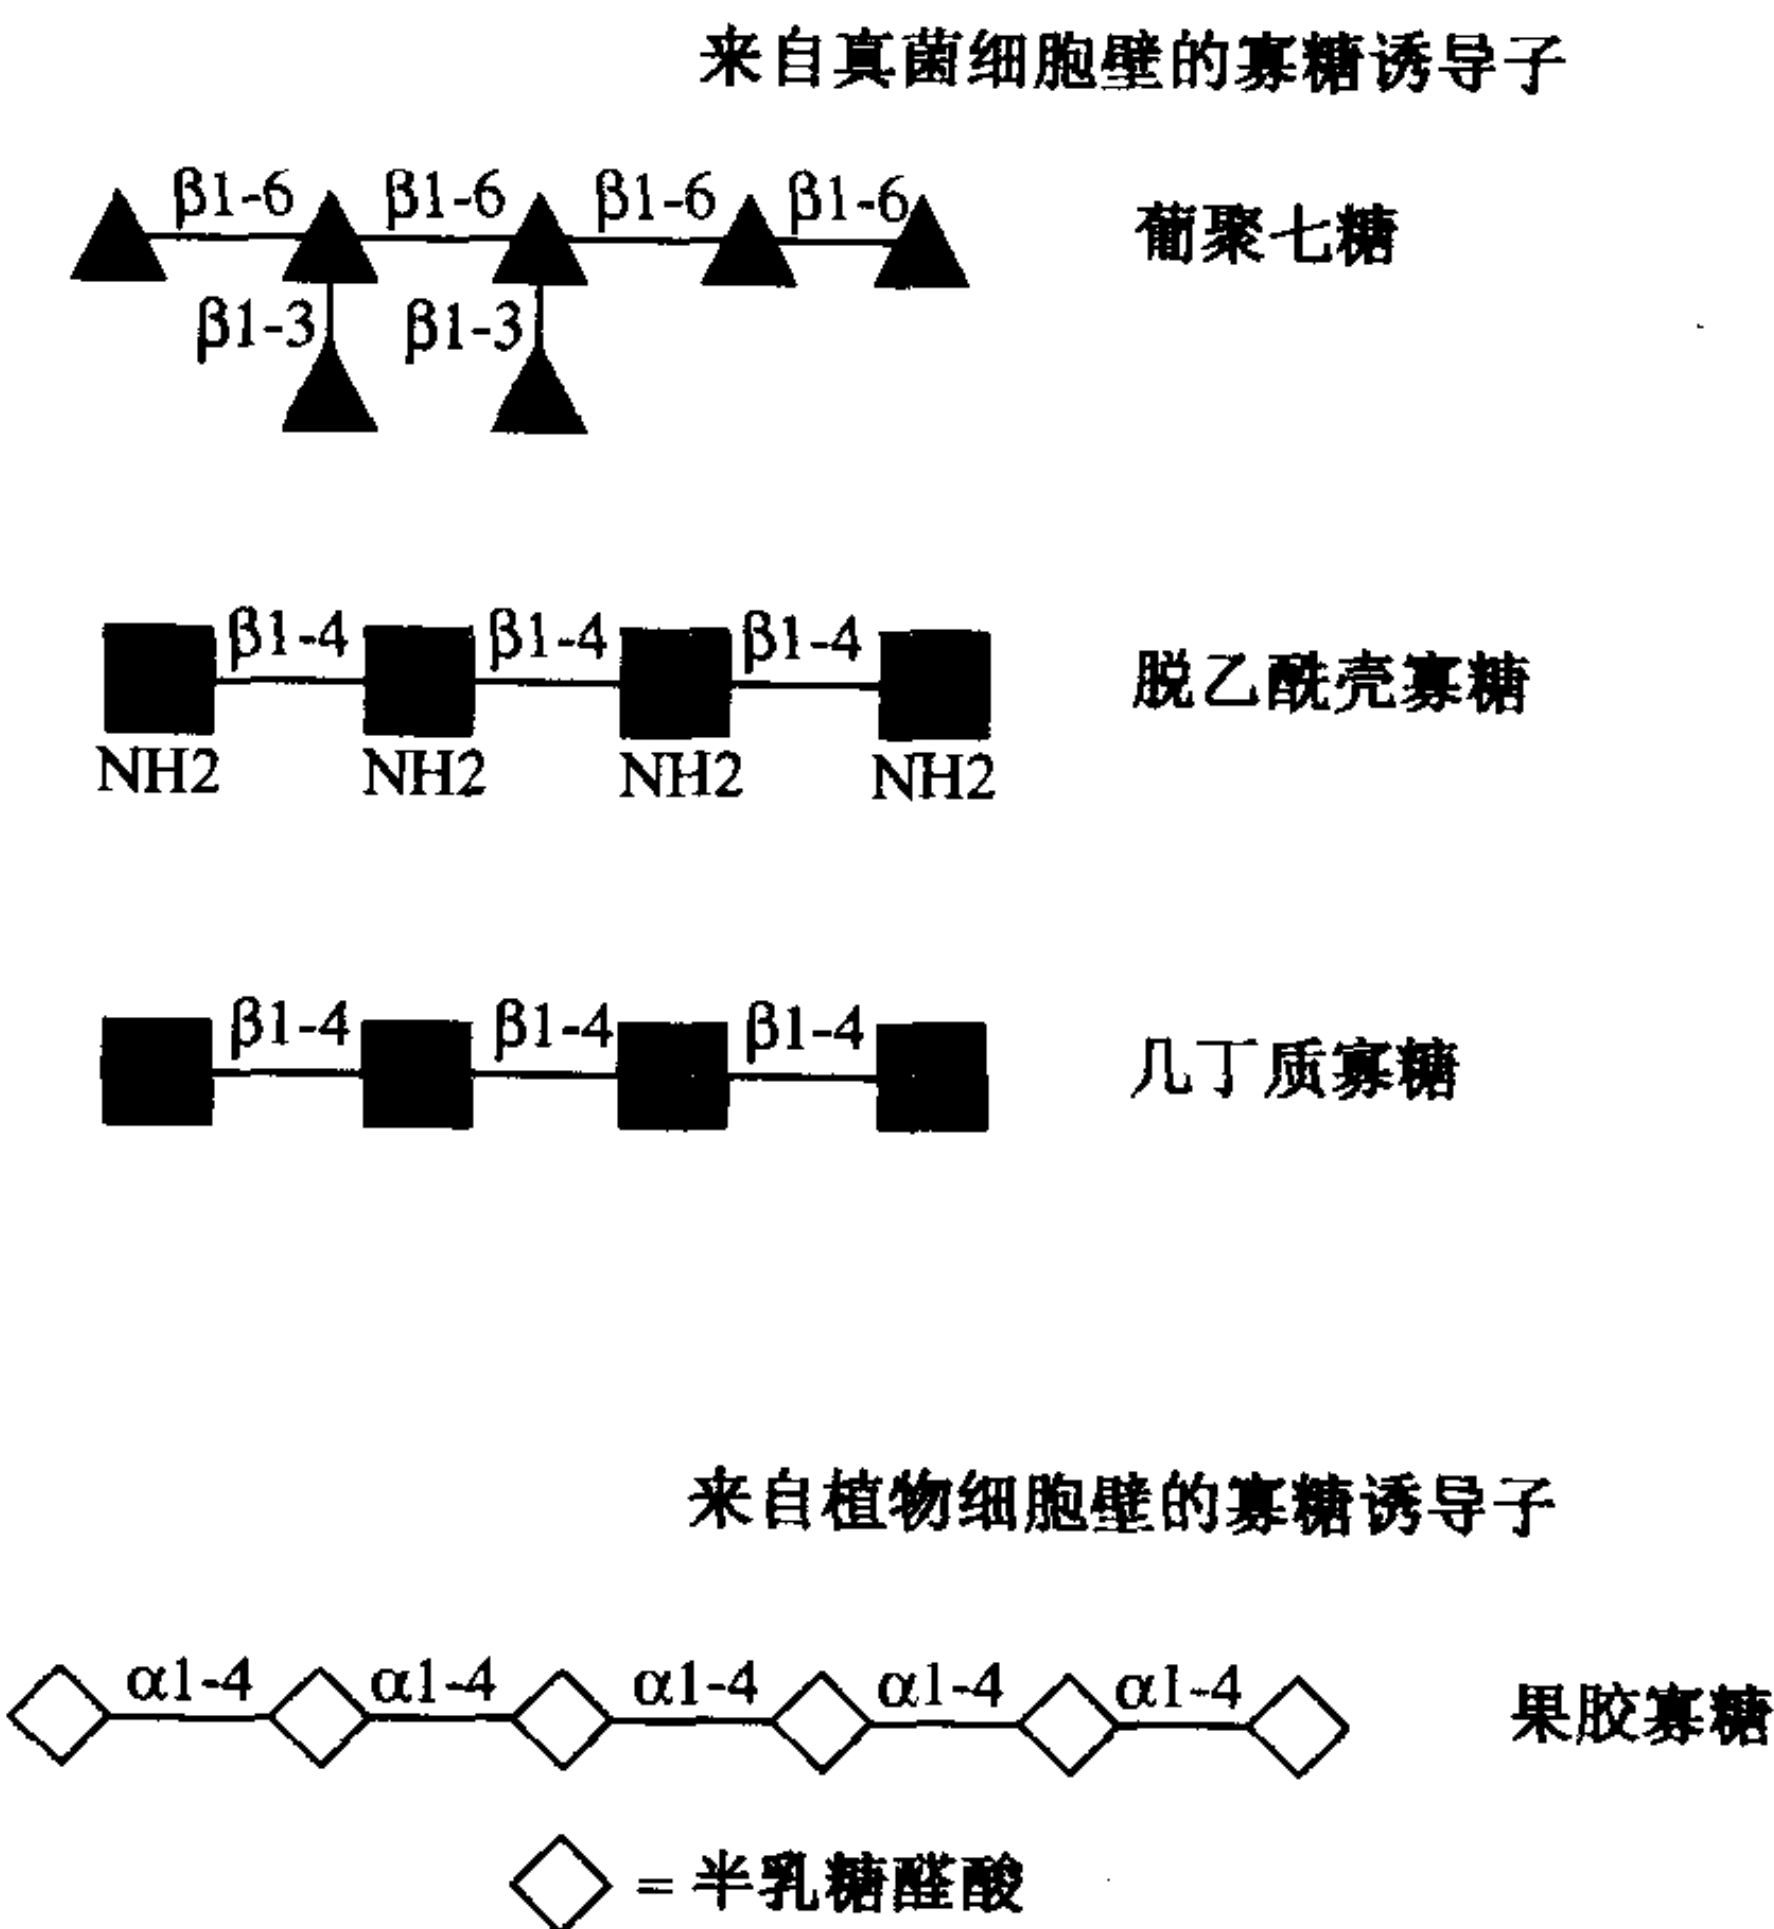 来自真菌细胞壁的寡糖诱导子
β1-6 β1-6 β1-6 β1-6
葡聚七糖
β1-3 β1-3
β1-4 β1-4 β1-4
脱乙酰壳寡糖
NH2 NH2 NH2 NH2
β1-4 β1-4 β1-4
几丁质寡糖
来自植物细胞壁的寡糖诱导子
α1-4 α1-4 α1-4 α1-4 α1-4
果胶寡糖
= 半乳糖醛酸